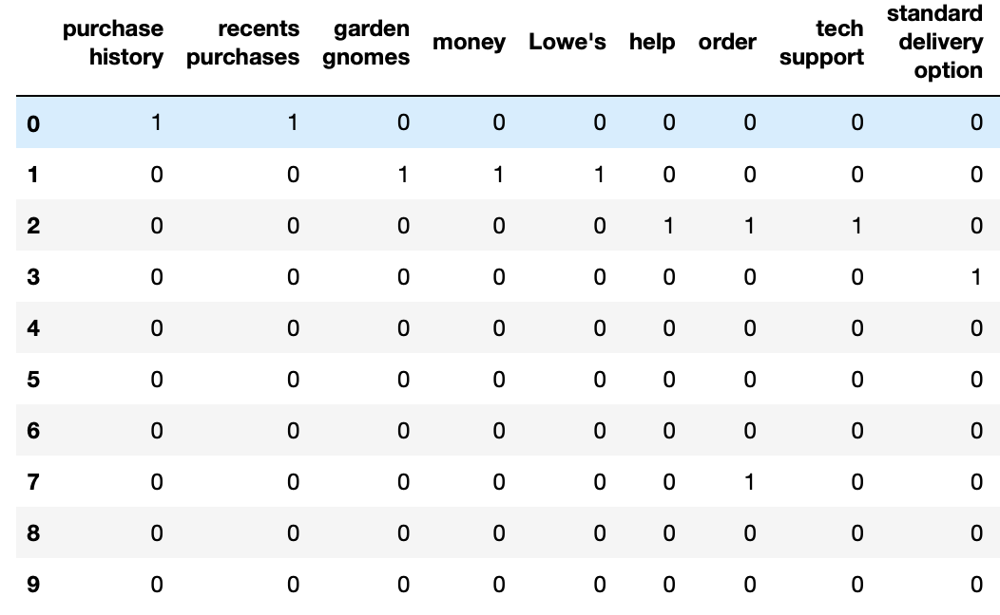 purchase history recents purchases garden gnomes money Lowe's help order tech support standard delivery option
0 1 1 0 0 0 0 0 0 0
1 0 0 1 1 1 0 0 0 0
2 0 0 0 0 0 1 1 1 0
3 0 0 0 0 0 0 0 0 1
4 0 0 0 0 0 0 0 0 0
5 0 0 0 0 0 0 0 0 0
6 0 0 0 0 0 0 0 0 0
7 0 0 0 0 0 0 1 0 0
8 0 0 0 0 0 0 0 0 0
9 0 0 0 0 0 0 0 0 0